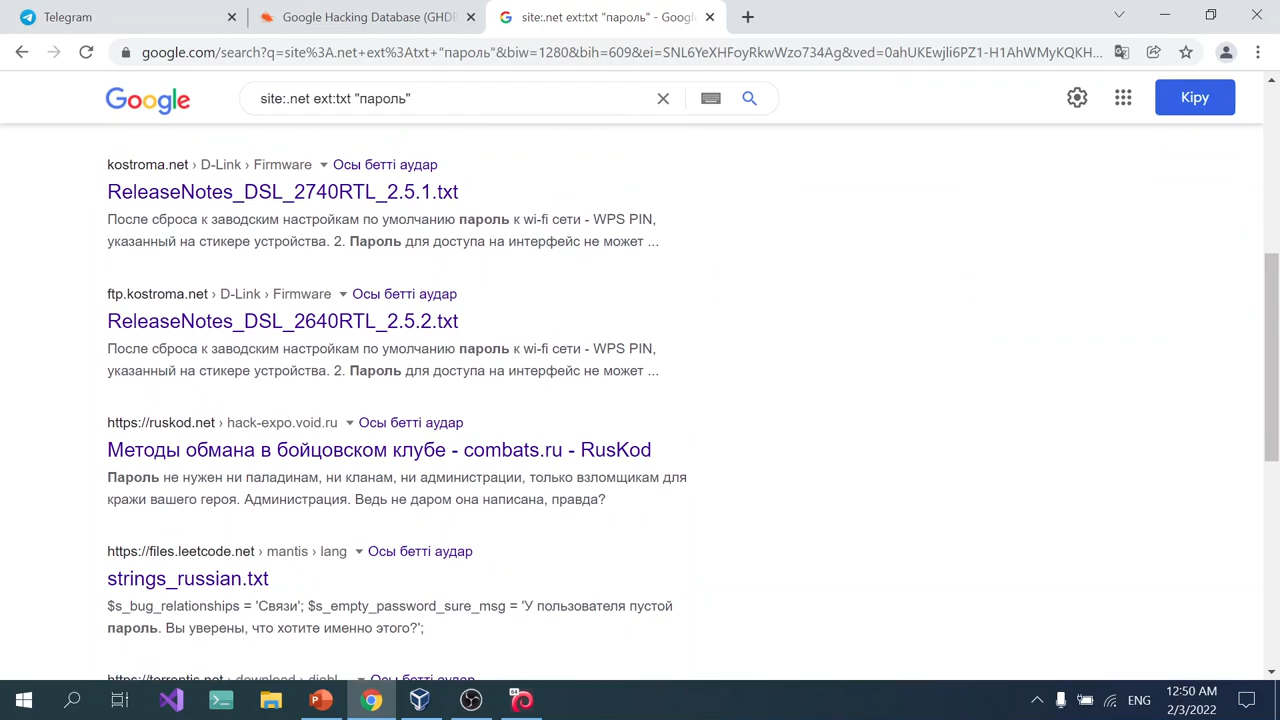 Telegram
Google Hacking Database (GHDB
site:.net ext:txt "пароль" - Google
google.com/search?q=site%3A.net+ext%3Atxt+"пароль"&biw=1280&bih=609&ei=SNL6YeXHFoyRkwWzo734Ag&ved=0ahUKEwjli6PZ1-H1AhWMyKQKH...
Google
site:.net ext:txt "пароль"
Кіру
kostroma.net › D-Link › Firmware
Осы бетті аудар
ReleaseNotes_DSL_2740RTL_2.5.1.txt
После сброса к заводским настройкам по умолчанию пароль к wi-fi сети - WPS PIN,
указанный на стикере устройства. 2. Пароль для доступа на интерфейс не может ...
ftp.kostroma.net › D-Link › Firmware
Осы бетті аудар
ReleaseNotes_DSL_2640RTL_2.5.2.txt
После сброса к заводским настройкам по умолчанию пароль к wi-fi сети - WPS PIN,
указанный на стикере устройства. 2. Пароль для доступа на интерфейс не может ...
https://ruskod.net › hack-expo.void.ru
Осы бетті аудар
Методы обмана в бойцовском клубе - combats.ru - RusKod
Пароль не нужен ни паладинам, ни кланам, ни администрации, только взломщикам для
кражи вашего героя. Администрация. Ведь не даром она написана, правда?
https://files.leetcode.net › mantis › lang
Осы бетті аудар
strings_russian.txt
$s_bug_relationships = 'Связи'; $s_empty_password_sure_msg = 'У пользователя пустой
пароль. Вы уверены, что хотите именно этого?';
ENG
12:50 AM
2/3/2022